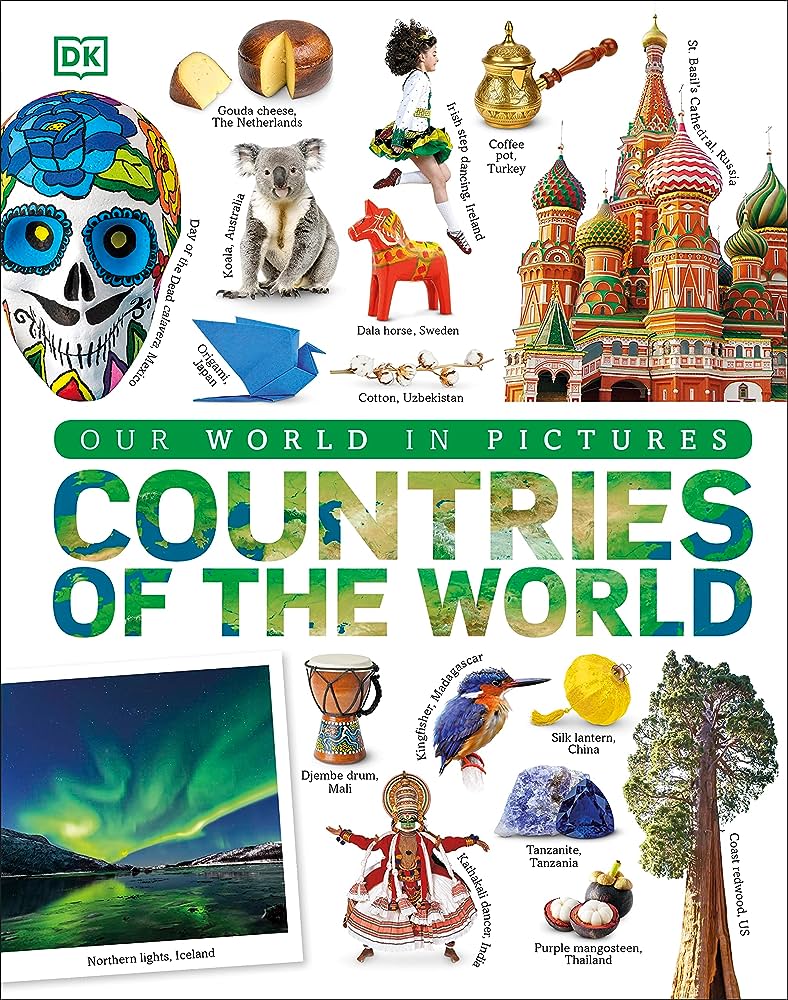 DK
Gouda cheese,
The Netherlands
Irish step dancing, Ireland
Coffee
pot,
Turkey
St. Basil's Cathedral, Russia
Koala, Australia
Day of the Dead calavera, Mexico
Dala horse, Sweden
Origami,
Japan
Cotton, Uzbekistan
OUR WORLD IN PICTURES
COUNTRIES
OF THE WORLD
Northern lights, Iceland
Djembe drum,
Mali
Kingfisher, Madagascar
Silk lantern,
China
Kathakali dancer, India
Tanzanite,
Tanzania
Purple mangosteen,
Thailand
Coast redwood, US